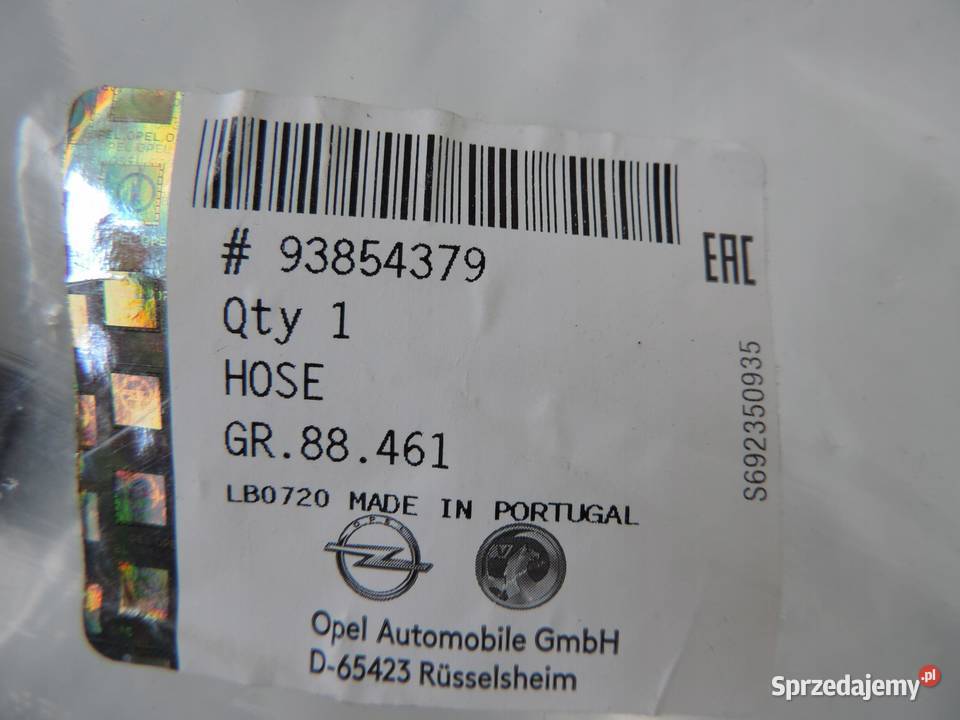 # 93854379
EAC
Qty 1
HOSE
GR.88.461
S692350935
LB0720 MADE IN PORTUGAL
OPEL
Opel Automobile GmbH
D-65423 Rüsselsheim
Sprzedajemy.pl